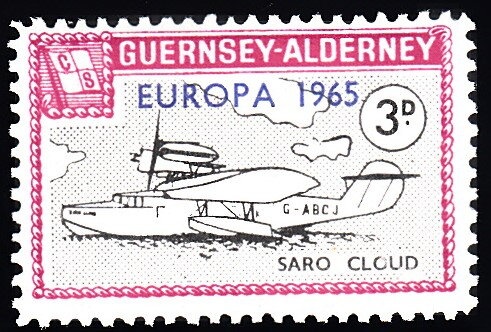 C S
GUERNSEY-ALDERNEY
EUROPA 1965
3D.
G-ABCJ
SARO CLOUD